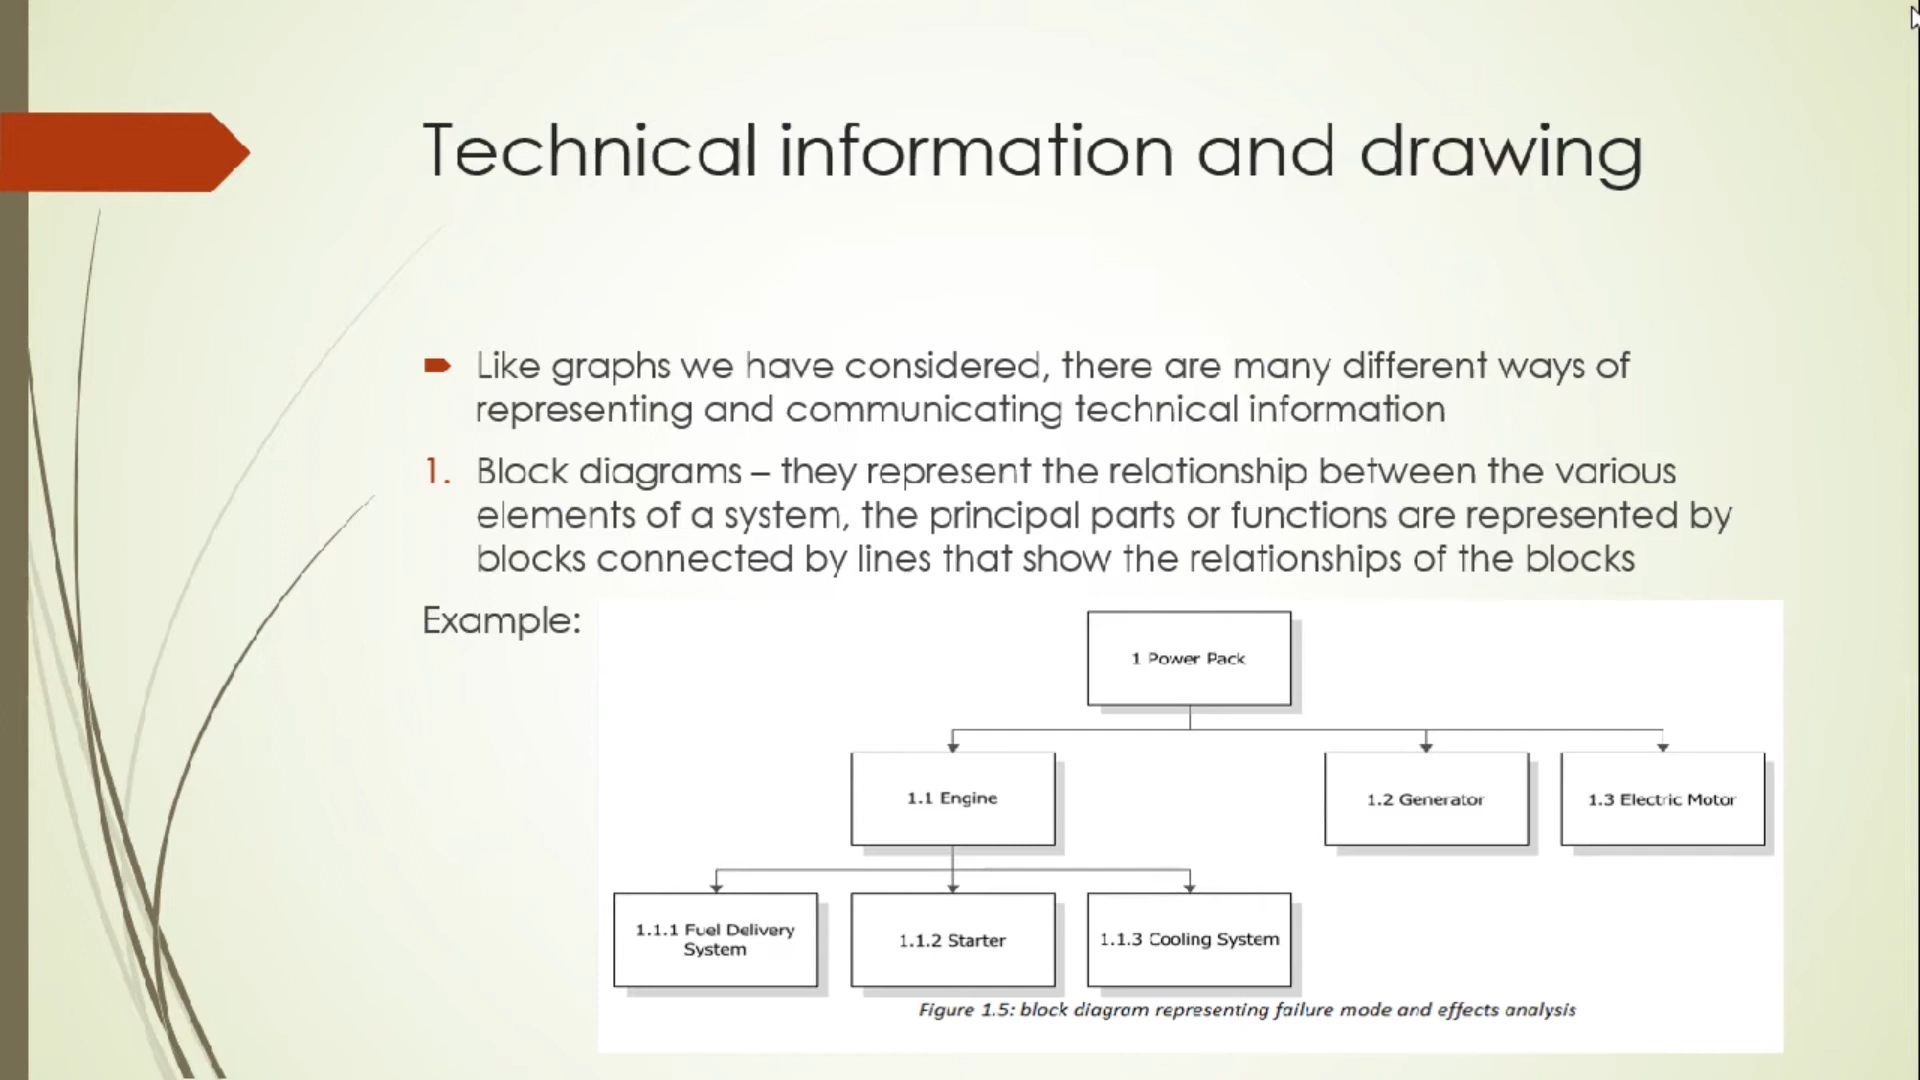 Technical information and drawing
Like graphs we have considered, there are many different ways of
representing and communicating technical information
1. Block diagrams – they represent the relationship between the various
elements of a system, the principal parts or functions are represented by
blocks connected by lines that show the relationships of the blocks
Example:
1 Power Pack
1.1 Engine
1.2 Generator
1.3 Electric Motor
1.1.1 Fuel Delivery
System
1.1.2 Starter
1.1.3 Cooling System
Figure 1.5: block diagram representing failure mode and effects analysis